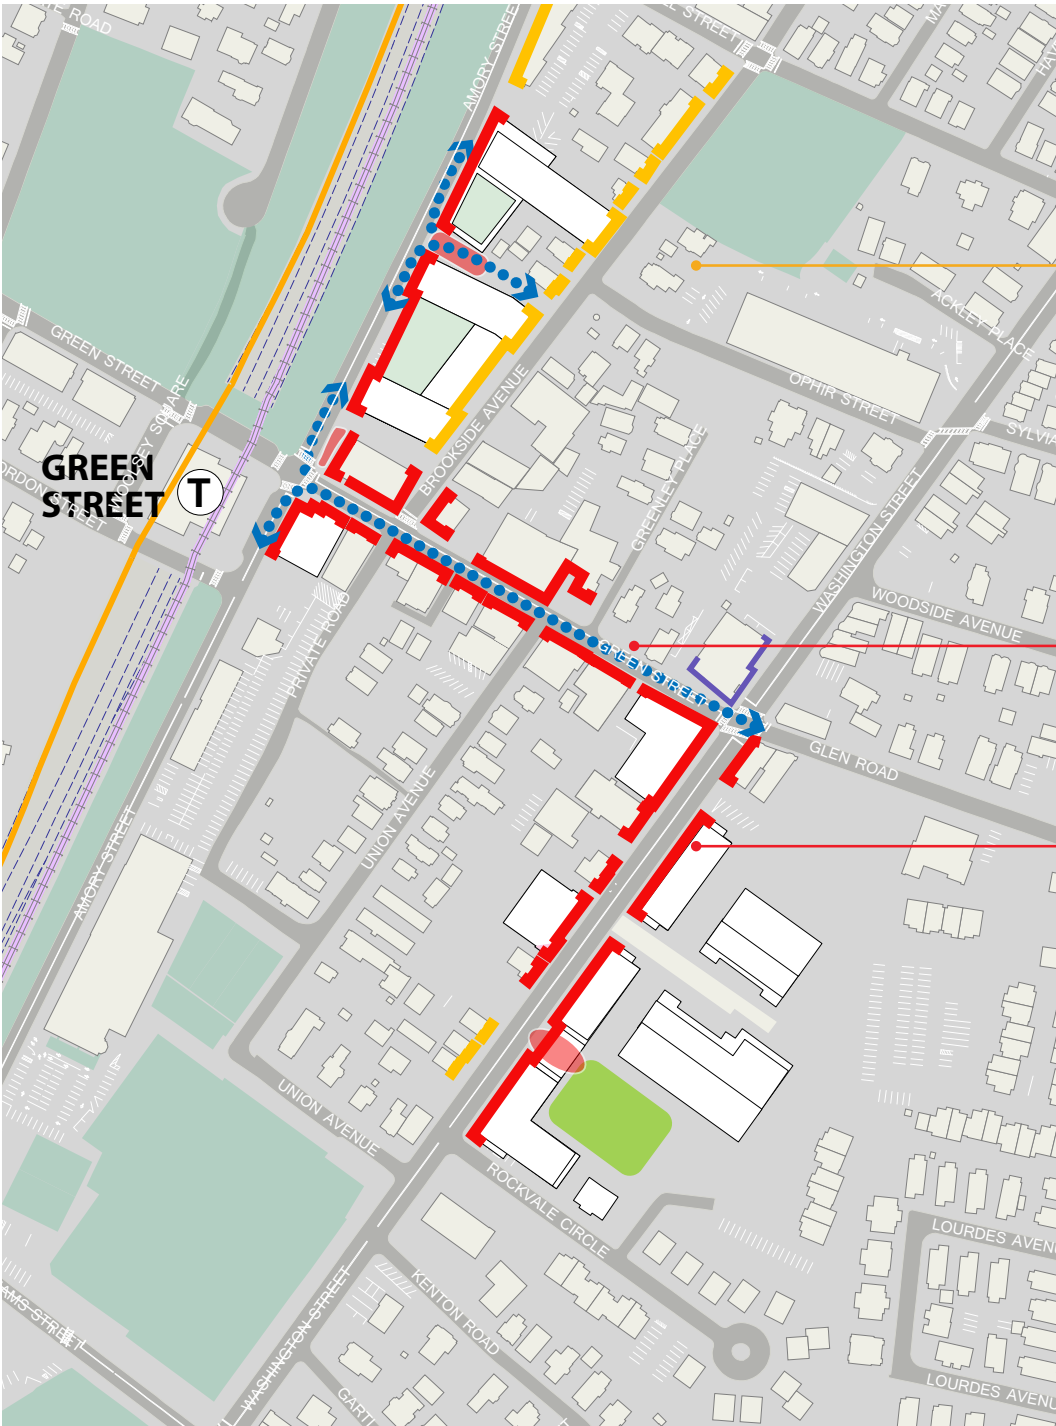 AMORY STREET
ACKLEY PLACE
GREEN STREET
OPHIR STREET
BROOKSIDE AVENUE
GREENLEY PLACE
GREEN
STREET
T
WASHINGTON STREET
WOODSIDE AVENUE
GREEN STREET
PRIVATE ROAD
GLEN ROAD
UNION AVENUE
AMORY STREET
UNION AVENUE
ROCKVALE CIRCLE
LOURDES AVENUE
KENTON ROAD
WASHINGTON STREET
LOURDES AVENUE